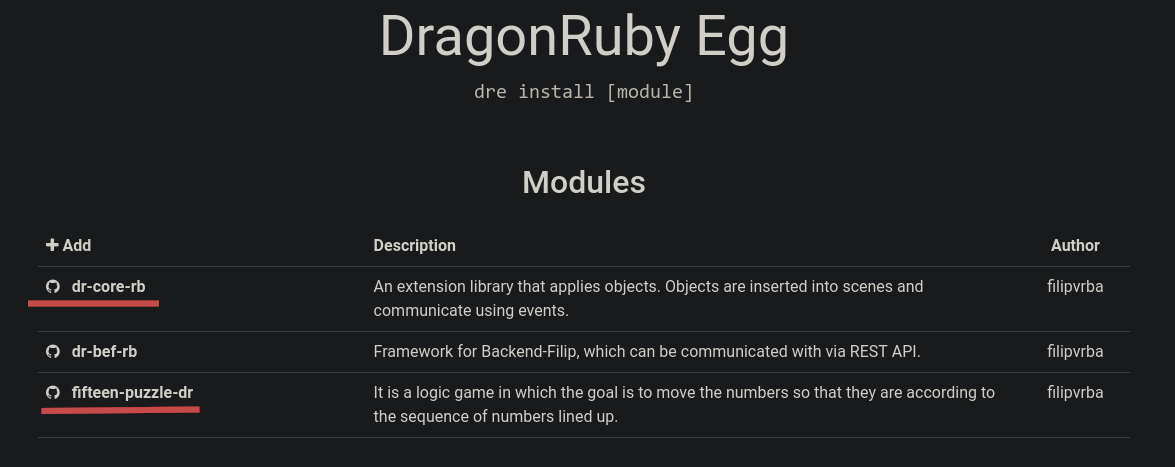 DragonRuby Egg
dre install [module]
Modules
Add Description Author
dr-core-rb An extension library that applies objects. Objects are inserted into scenes and filipvrba
communicate using events.
dr-bef-rb Framework for Backend-Filip, which can be communicated with via REST API. filipvrba
fifteen-puzzle-dr It is a logic game in which the goal is to move the numbers so that they are according to filipvrba
the sequence of numbers lined up.